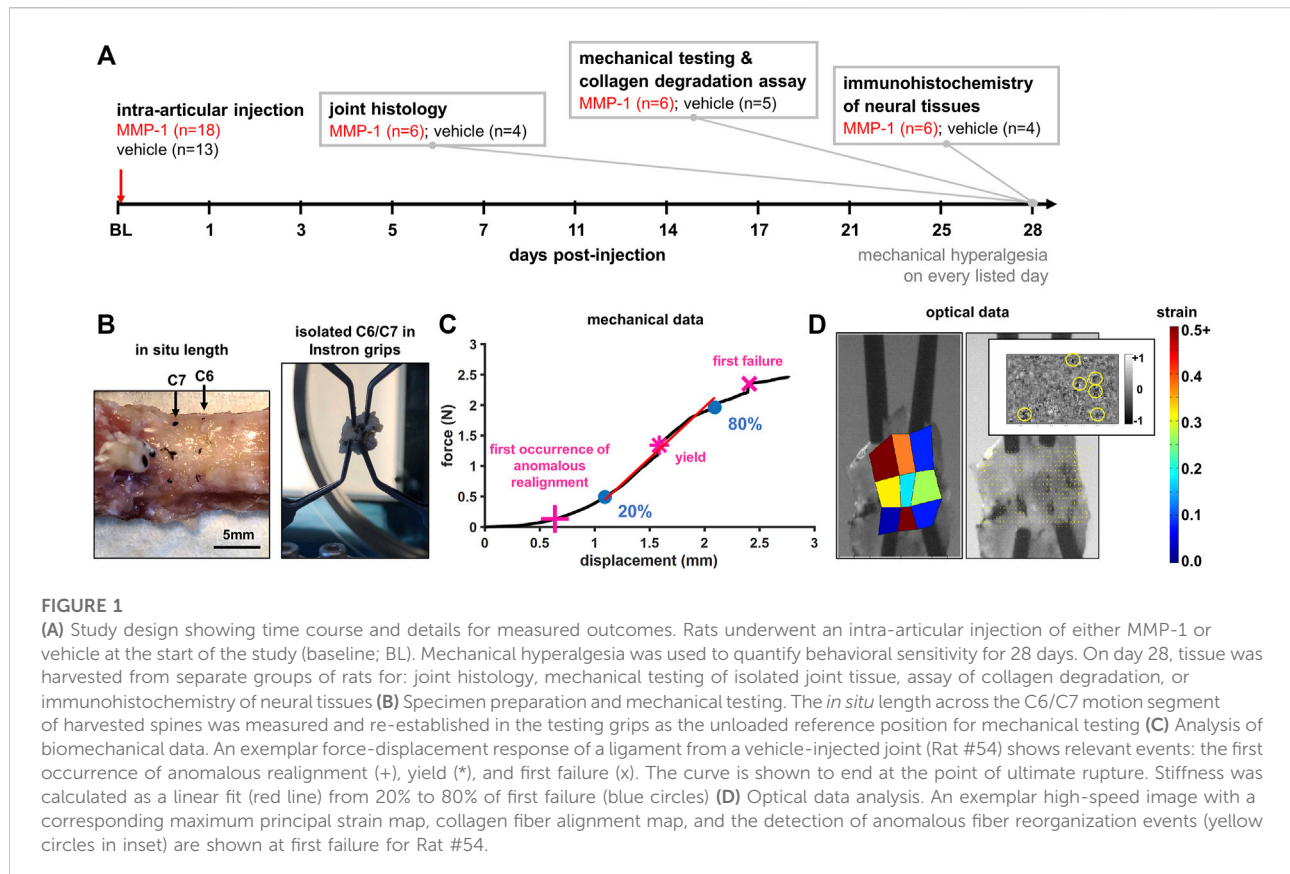 A
intra-articular injection
MMP-1 (n=18)
vehicle (n=13)
joint histology
MMP-1 (n=6); vehicle (n=4)
mechanical testing &
collagen degradation assay
MMP-1 (n=6); vehicle (n=5)
immunohistochemistry
of neural tissues
MMP-1 (n=6); vehicle (n=4)
BL 1 3 5 7 11 14 17 21 25 28
days post-injection
mechanical hyperalgesia
on every listed day
B
in situ length
C7 C6
5mm
isolated C6/C7 in
Instron grips
C
mechanical data
force (N)
3
2.5
2
1.5
1
0.5
0
first failure
80%
yield
first occurrence of
anomalous
realignment
20%
0 0.5 1 1.5 2 2.5 3
displacement (mm)
D
optical data
+1
0
-1
strain
0.5+
0.4
0.3
0.2
0.1
0.0
FIGURE 1
(A) Study design showing time course and details for measured outcomes. Rats underwent an intra-articular injection of either MMP-1 or
vehicle at the start of the study (baseline; BL). Mechanical hyperalgesia was used to quantify behavioral sensitivity for 28 days. On day 28, tissue was
harvested from separate groups of rats for: joint histology, mechanical testing of isolated joint tissue, assay of collagen degradation, or
immunohistochemistry of neural tissues (B) Specimen preparation and mechanical testing. The in situ length across the C6/C7 motion segment
of harvested spines was measured and re-established in the testing grips as the unloaded reference position for mechanical testing (C) Analysis of
biomechanical data. An exemplar force-displacement response of a ligament from a vehicle-injected joint (Rat #54) shows relevant events: the first
occurrence of anomalous realignment (+), yield (*), and first failure (x). The curve is shown to end at the point of ultimate rupture. Stiffness was
calculated as a linear fit (red line) from 20% to 80% of first failure (blue circles) (D) Optical data analysis. An exemplar high-speed image with a
corresponding maximum principal strain map, collagen fiber alignment map, and the detection of anomalous fiber reorganization events (yellow
circles in inset) are shown at first failure for Rat #54.